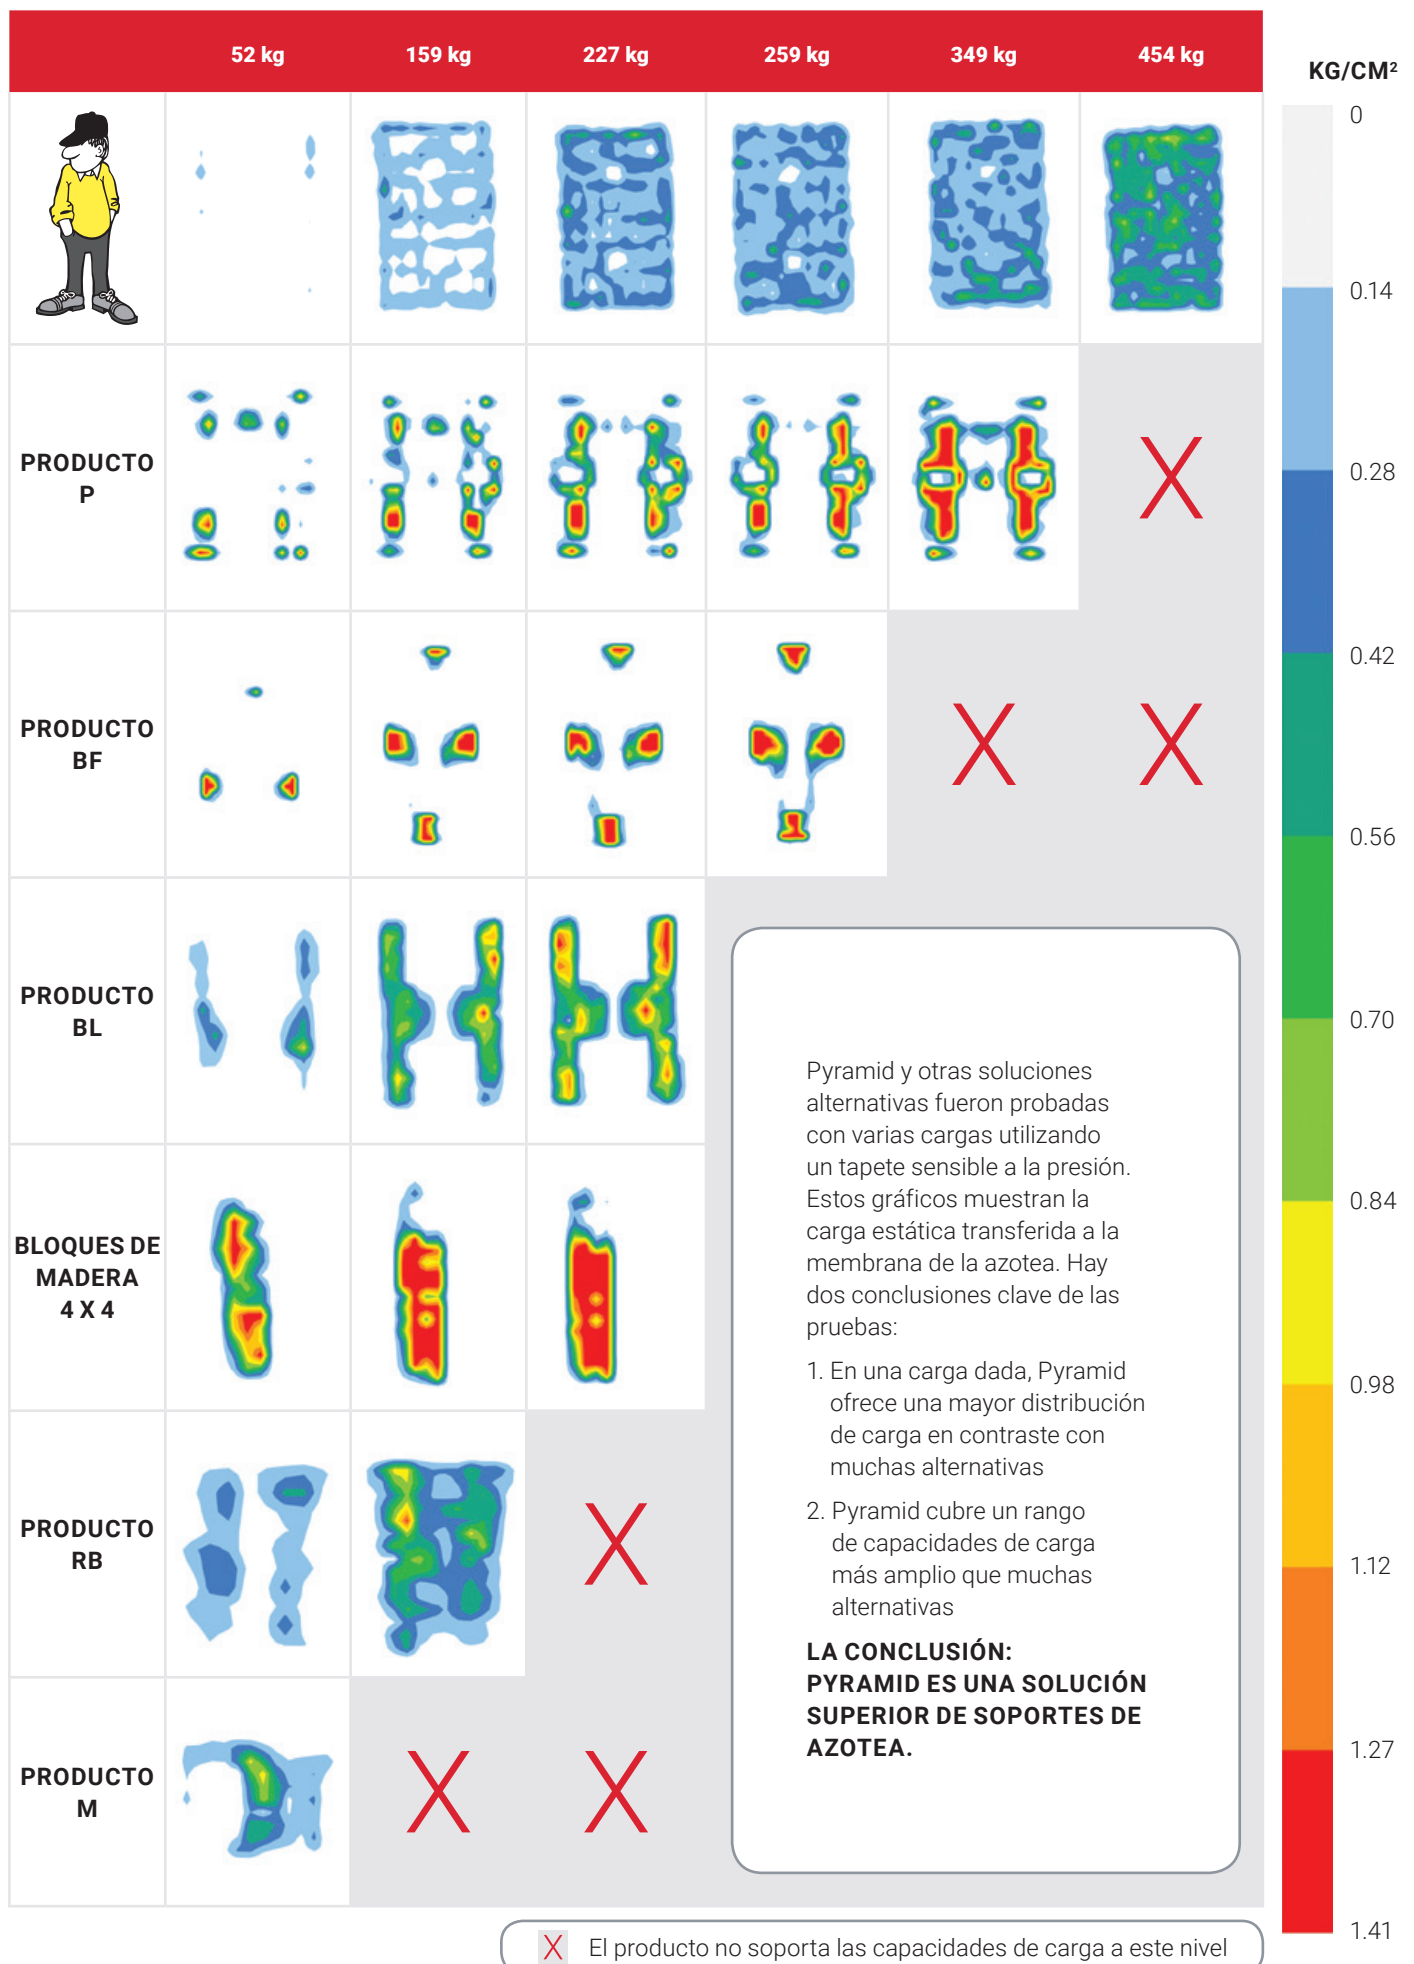 52 kg 159 kg 227 kg 259 kg 349 kg 454 kg
KG/CM²
0
0.14
0.28
0.42
0.56
0.70
0.84
0.98
1.12
1.27
1.41
PRODUCTO
P
X
PRODUCTO
BF
X X
PRODUCTO
BL
BLOQUES DE
MADERA
4 X 4
PRODUCTO
RB
X
PRODUCTO
M
X X
Pyramid y otras soluciones
alternativas fueron probadas
con varias cargas utilizando
un tapete sensible a la presión.
Estos gráficos muestran la
carga estática transferida a la
membrana de la azotea. Hay
dos conclusiones clave de las
pruebas:
1. En una carga dada, Pyramid
ofrece una mayor distribución
de carga en contraste con
muchas alternativas
2. Pyramid cubre un rango
de capacidades de carga
más amplio que muchas
alternativas
LA CONCLUSIÓN:
PYRAMID ES UNA SOLUCIÓN
SUPERIOR DE SOPORTES DE
AZOTEA.
X El producto no soporta las capacidades de carga a este nivel